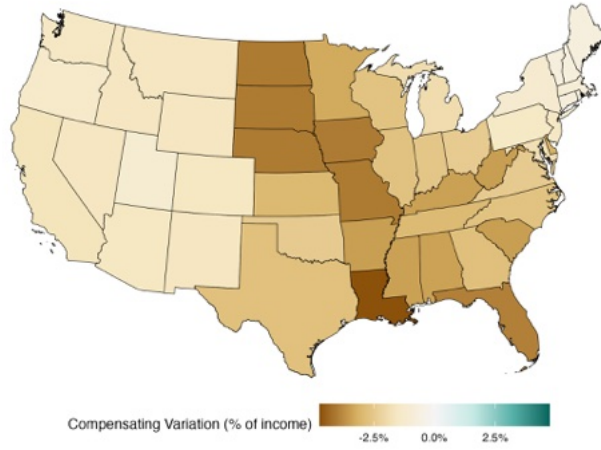 Compensating Variation (% of income)
-2.5% 0.0% 2.5%